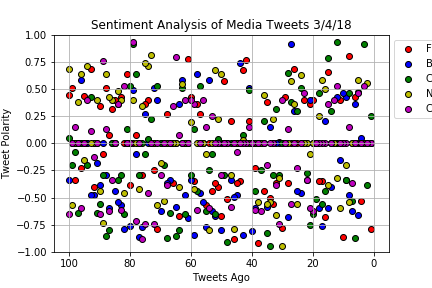 Sentiment Analysis of Media Tweets 3/4/18
1.00
0.75
0.50
0.25
0.00
−0.25
−0.50
−0.75
−1.00
Tweet Polarity
100
80
60
40
20
0
Tweets Ago
F
B
C
N
C